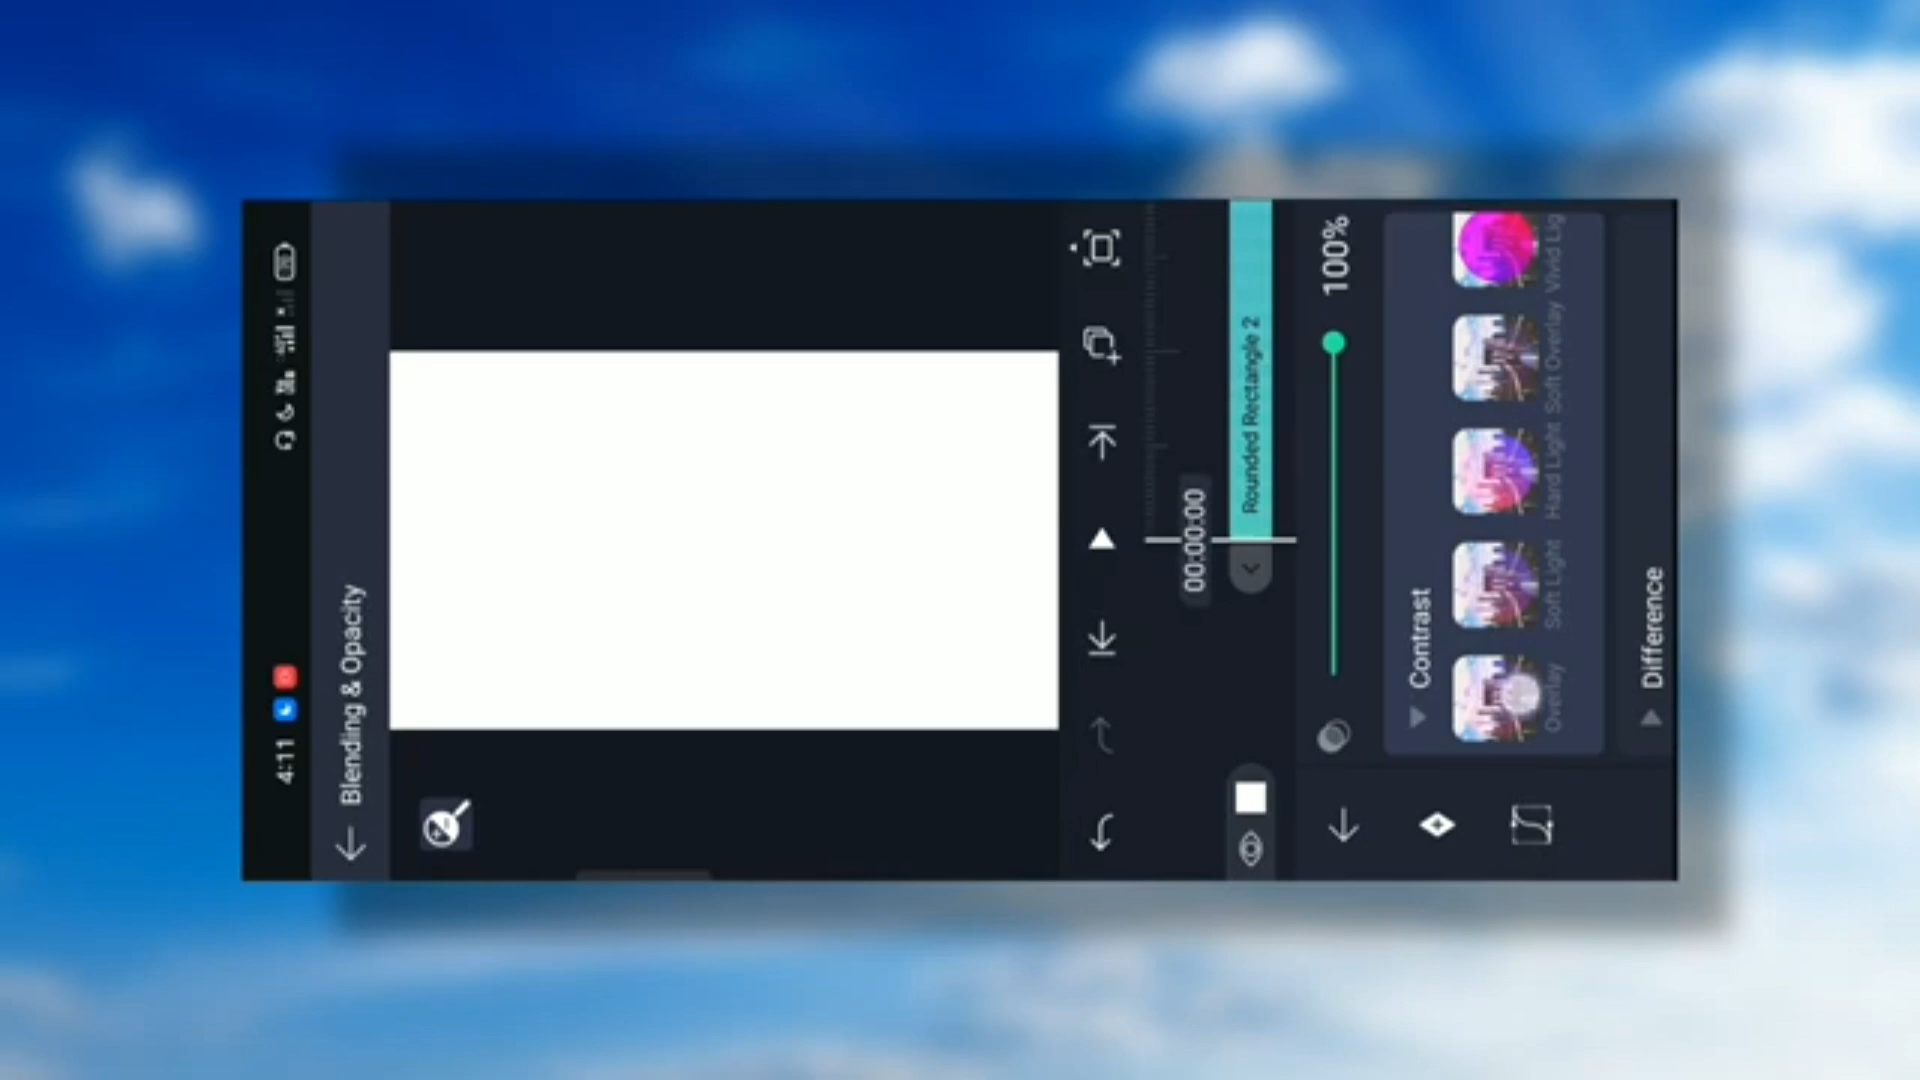 4:11
Blending & Opacity
00:00:00
Rounded Rectangle 2
100%
Contrast
Overlay
Soft Light
Hard Light
Soft Overlay
Vivid Lig
Difference